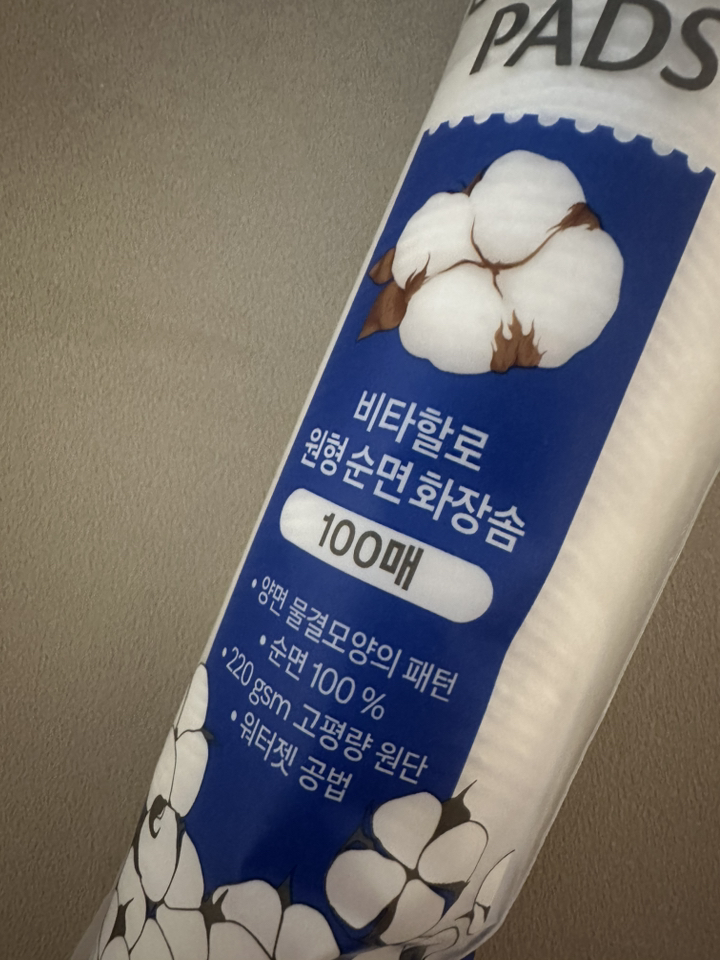 PADS
비타할로
원형 순면 화장솜
100매
• 양면 물결모양의 패턴
• 순면 100 %
• 220 gsm 고평량 원단
• 워터젯 공법